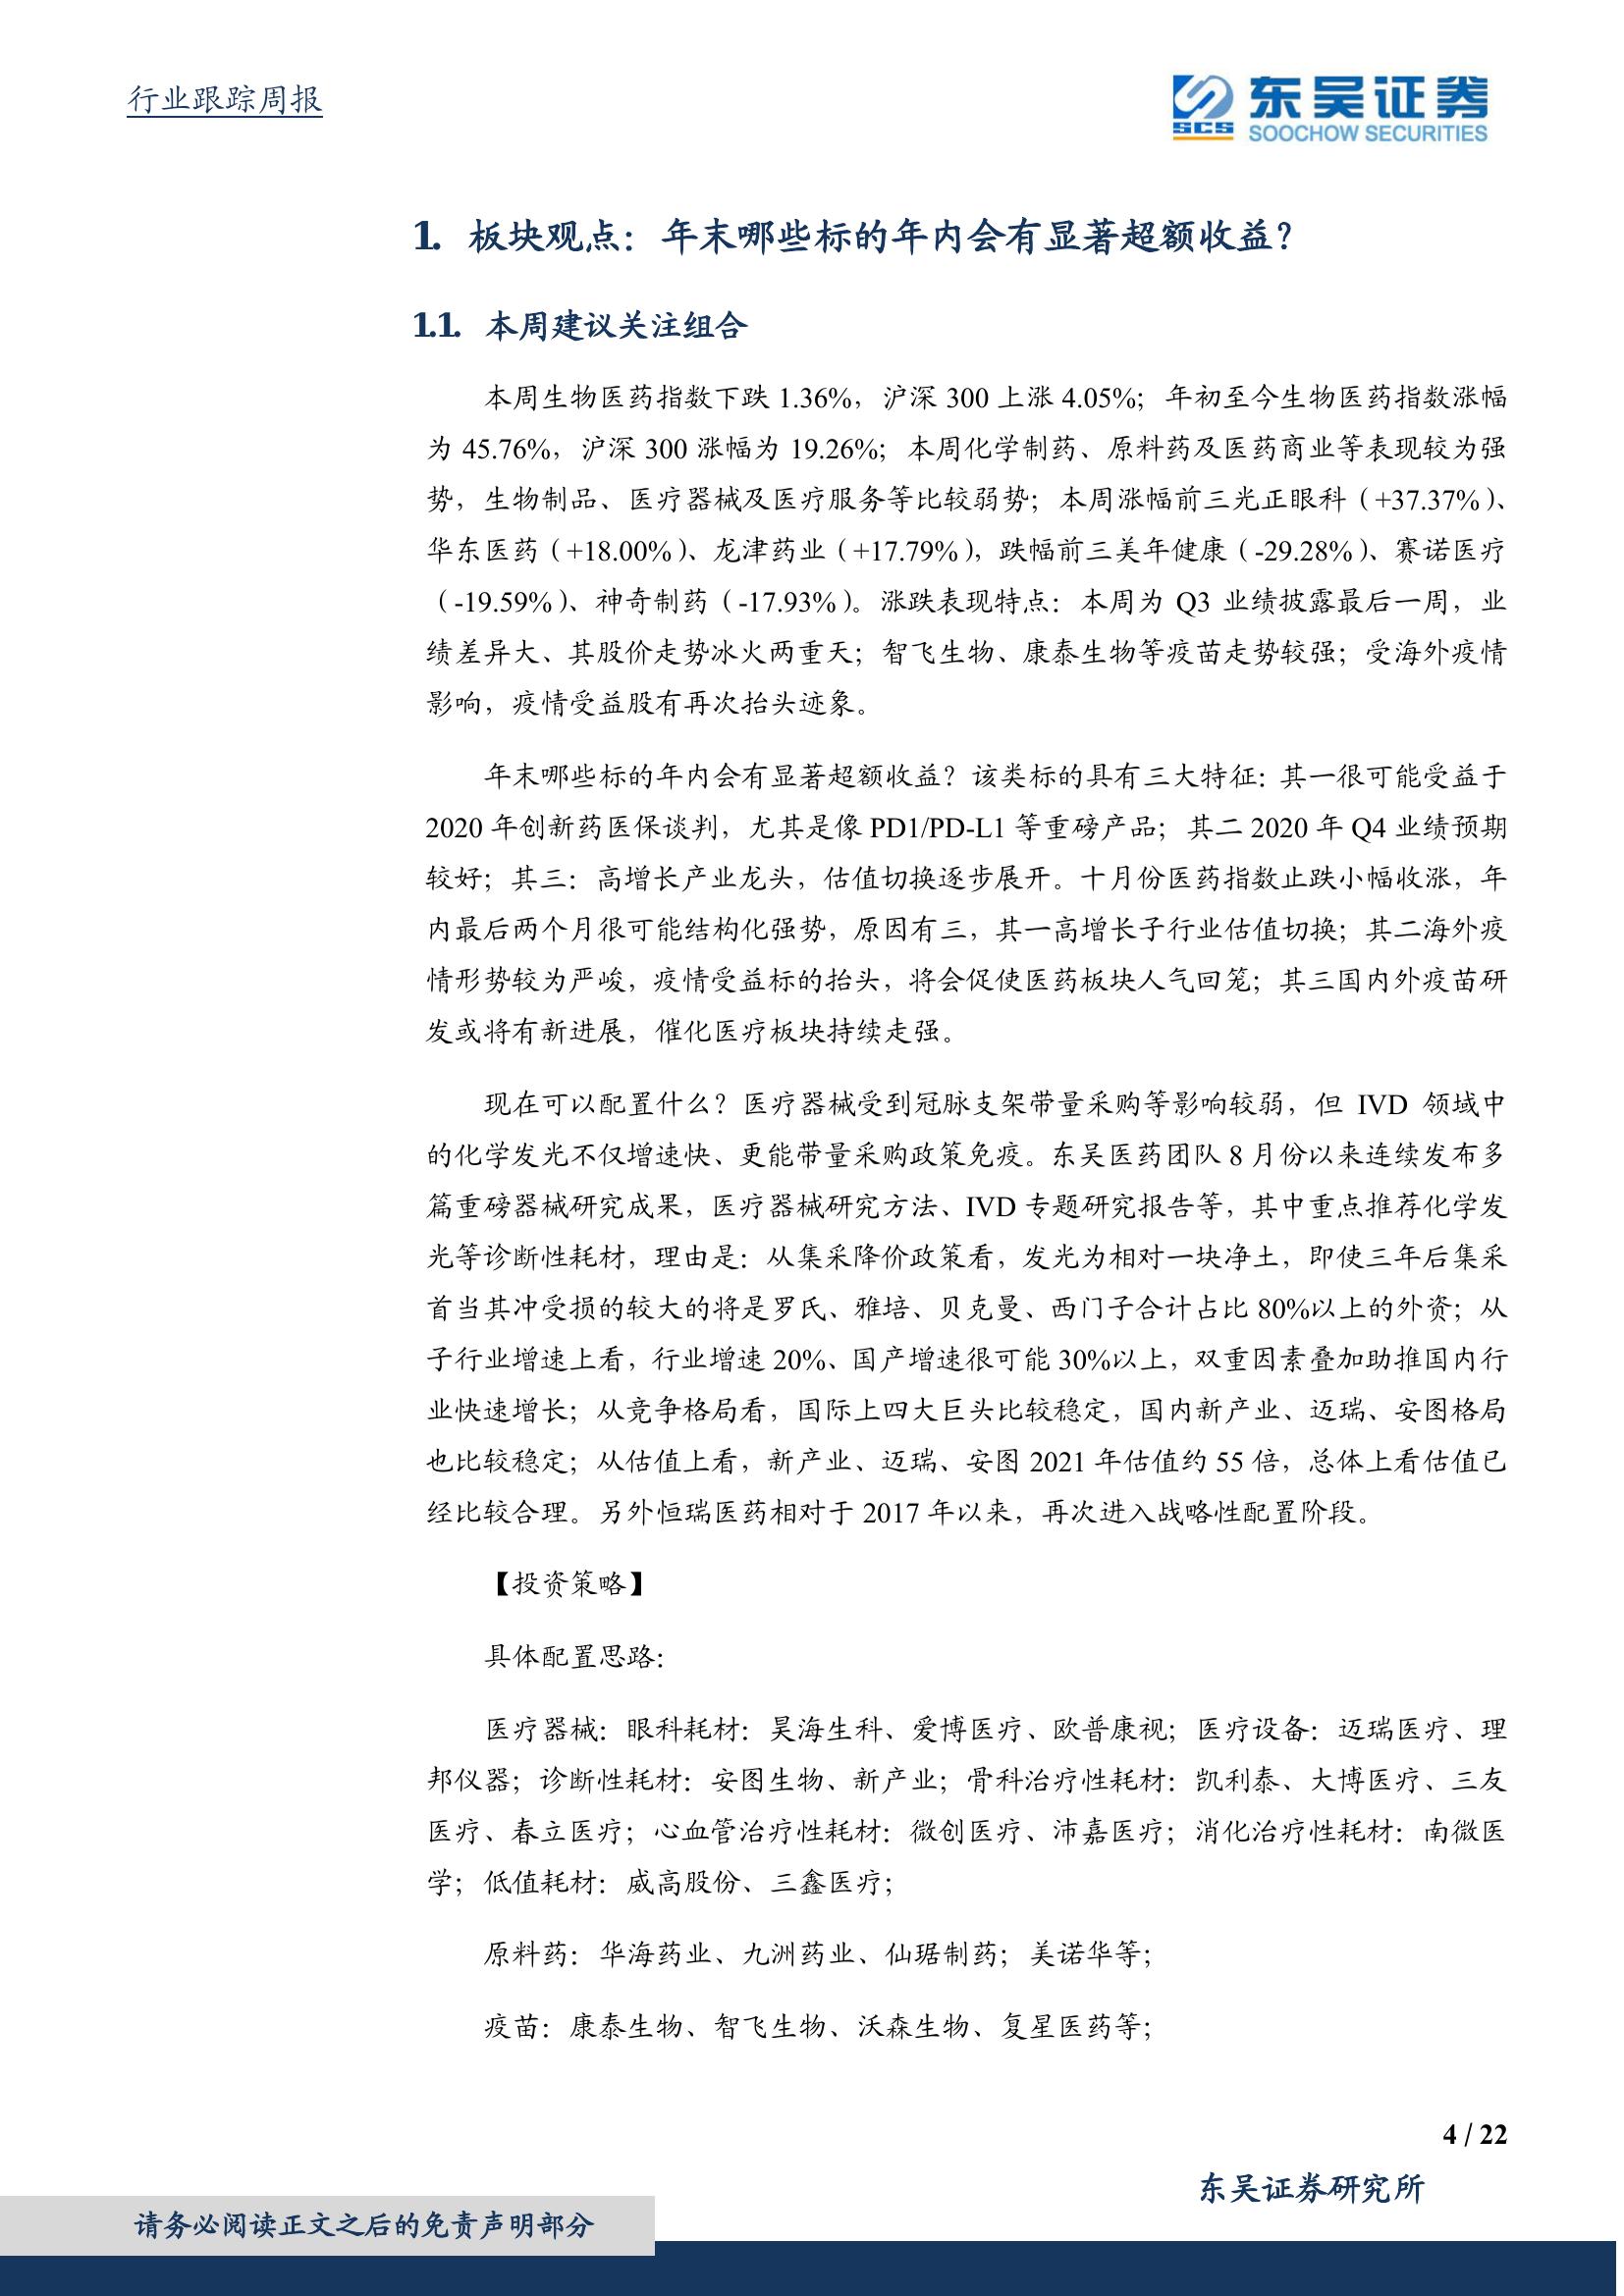 行业跟踪周报
SCS
东吴证券
SOOCHOW SECURITIES
1. 板块观点：年末哪些标的年内会有显著超额收益？
1.1. 本周建议关注组合
本周生物医药指数下跌 1.36%，沪深 300 上涨 4.05%；年初至今生物医药指数涨幅
为 45.76%，沪深 300 涨幅为 19.26%；本周化学制药、原料药及医药商业等表现较为强
势，生物制品、医疗器械及医疗服务等比较弱势；本周涨幅前三光正眼科（+37.37%）、
华东医药（+18.00%）、龙津药业（+17.79%），跌幅前三美年健康（-29.28%）、赛诺医疗
（-19.59%）、神奇制药（-17.93%）。涨跌表现特点：本周为 Q3 业绩披露最后一周，业
绩差异大、其股价走势冰火两重天；智飞生物、康泰生物等疫苗走势较强；受海外疫情
影响，疫情受益股有再次抬头迹象。
年末哪些标的年内会有显著超额收益？该类标的具有三大特征：其一很可能受益于
2020 年创新药医保谈判，尤其是像 PD1/PD-L1 等重磅产品；其二 2020 年 Q4 业绩预期
较好；其三：高增长产业龙头，估值切换逐步展开。十月份医药指数止跌小幅收涨，年
内最后两个月很可能结构化强势，原因有三，其一高增长子行业估值切换；其二海外疫
情形势较为严峻，疫情受益标的抬头，将会促使医药板块人气回笼；其三国内外疫苗研
发或将有新进展，催化医疗板块持续走强。
现在可以配置什么？医疗器械受到冠脉支架带量采购等影响较弱，但 IVD 领域中
的化学发光不仅增速快、更能带量采购政策免疫。东吴医药团队 8 月份以来连续发布多
篇重磅器械研究成果，医疗器械研究方法、IVD 专题研究报告等，其中重点推荐化学发
光等诊断性耗材，理由是：从集采降价政策看，发光为相对一块净土，即使三年后集采
首当其冲受损的较大的将是罗氏、雅培、贝克曼、西门子合计占比 80%以上的外资；从
子行业增速上看，行业增速 20%、国产增速很可能 30%以上，双重因素叠加助推国内行
业快速增长；从竞争格局看，国际上四大巨头比较稳定，国内新产业、迈瑞、安图格局
也比较稳定；从估值上看，新产业、迈瑞、安图 2021 年估值约 55 倍，总体上看估值已
经比较合理。另外恒瑞医药相对于 2017 年以来，再次进入战略性配置阶段。
【投资策略】
具体配置思路：
医疗器械：眼科耗材：昊海生科、爱博医疗、欧普康视；医疗设备：迈瑞医疗、理
邦仪器；诊断性耗材：安图生物、新产业；骨科治疗性耗材：凯利泰、大博医疗、三友
医疗、春立医疗；心血管治疗性耗材：微创医疗、沛嘉医疗；消化治疗性耗材：南微医
学；低值耗材：威高股份、三鑫医疗；
原料药：华海药业、九洲药业、仙琚制药；美诺华等；
疫苗：康泰生物、智飞生物、沃森生物、复星医药等；
4 / 22
东吴证券研究所
请务必阅读正文之后的免责声明部分